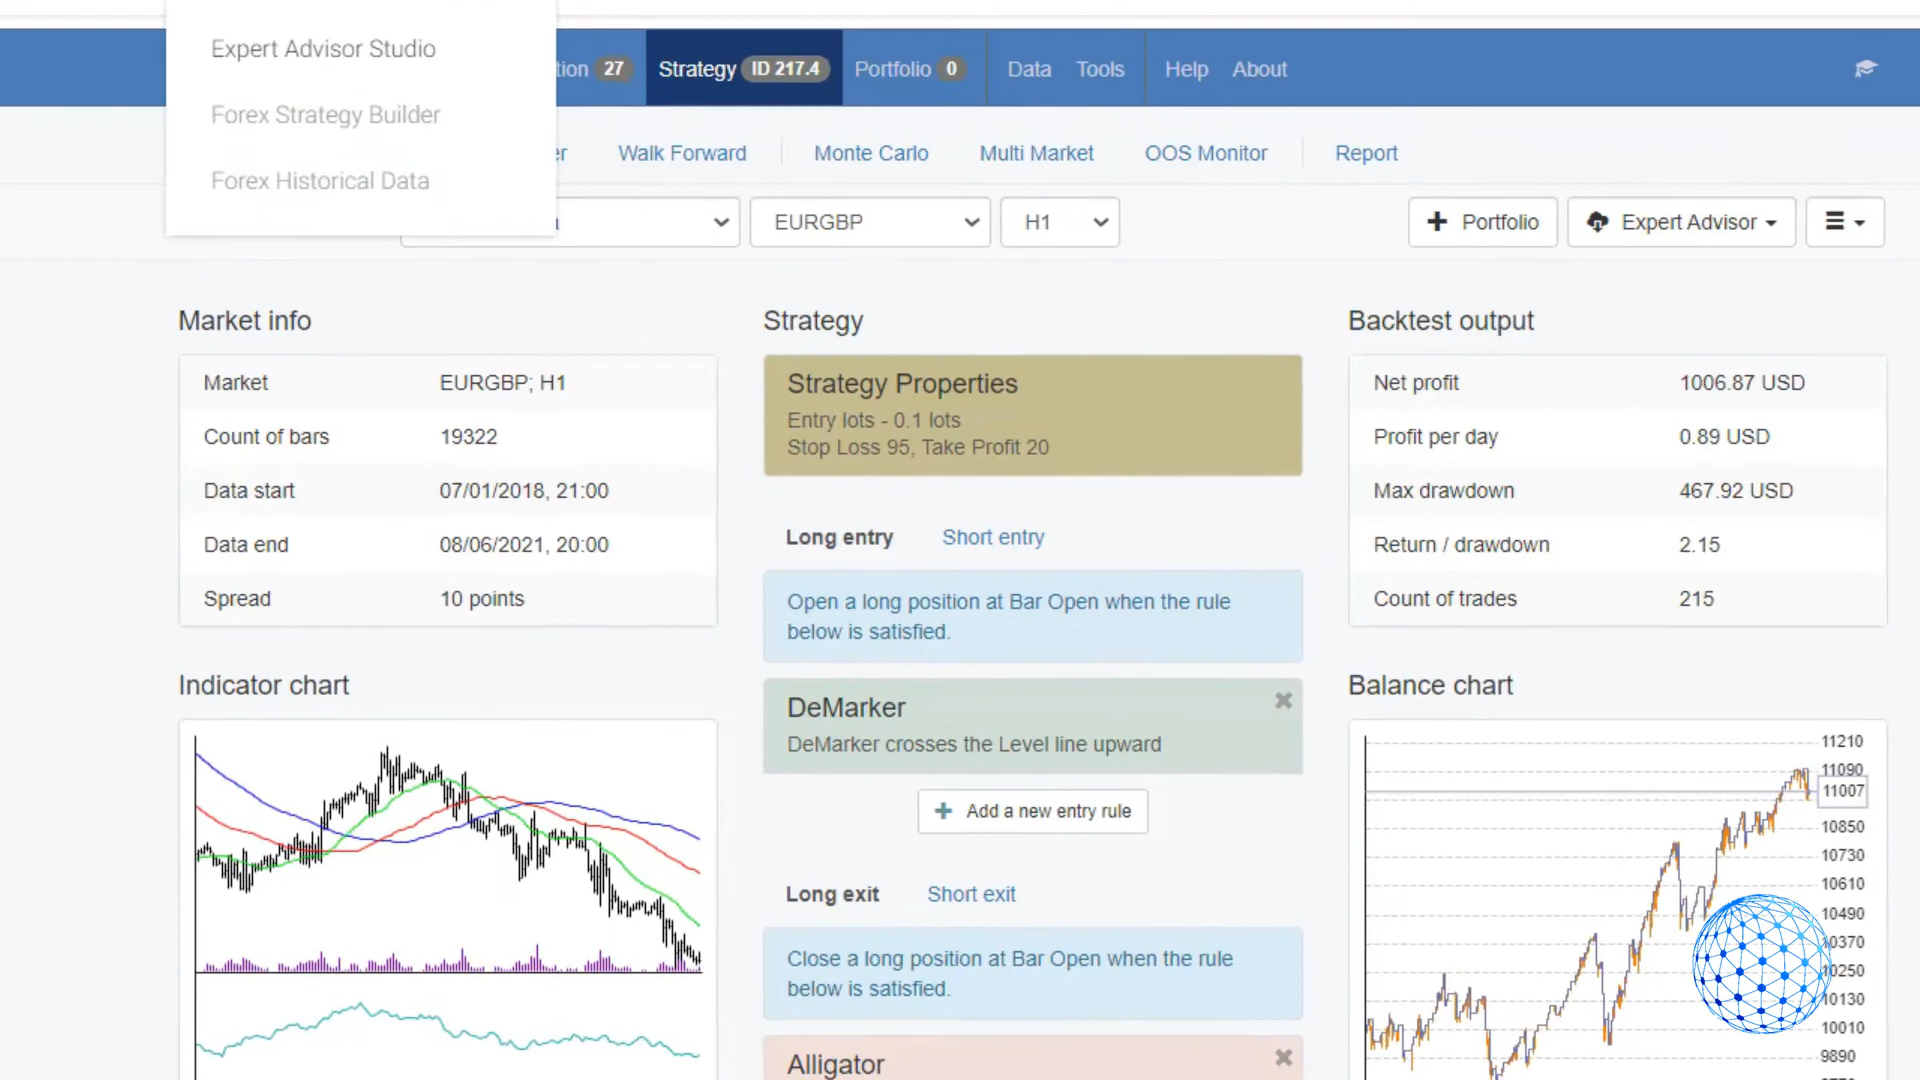 Expert Advisor Studio
Forex Strategy Builder
Forex Historical Data
tion 27
Strategy ID 217.4
Portfolio 0
Data
Tools
Help
About
er
Walk Forward
Monte Carlo
Multi Market
OOS Monitor
Report
EURGBP
H1
Portfolio
Expert Advisor
Market info
Market EURGBP; H1
Count of bars 19322
Data start 07/01/2018, 21:00
Data end 08/06/2021, 20:00
Spread 10 points
Indicator chart
Strategy
Strategy Properties
Entry lots - 0.1 lots
Stop Loss 95, Take Profit 20
Long entry
Short entry
Open a long position at Bar Open when the rule
below is satisfied.
DeMarker
DeMarker crosses the Level line upward
Add a new entry rule
Long exit
Short exit
Close a long position at Bar Open when the rule
below is satisfied.
Alligator
Backtest output
Net profit 1006.87 USD
Profit per day 0.89 USD
Max drawdown 467.92 USD
Return / drawdown 2.15
Count of trades 215
Balance chart
11210
11090
11007
10850
10730
10610
10490
10370
10250
10130
10010
9890